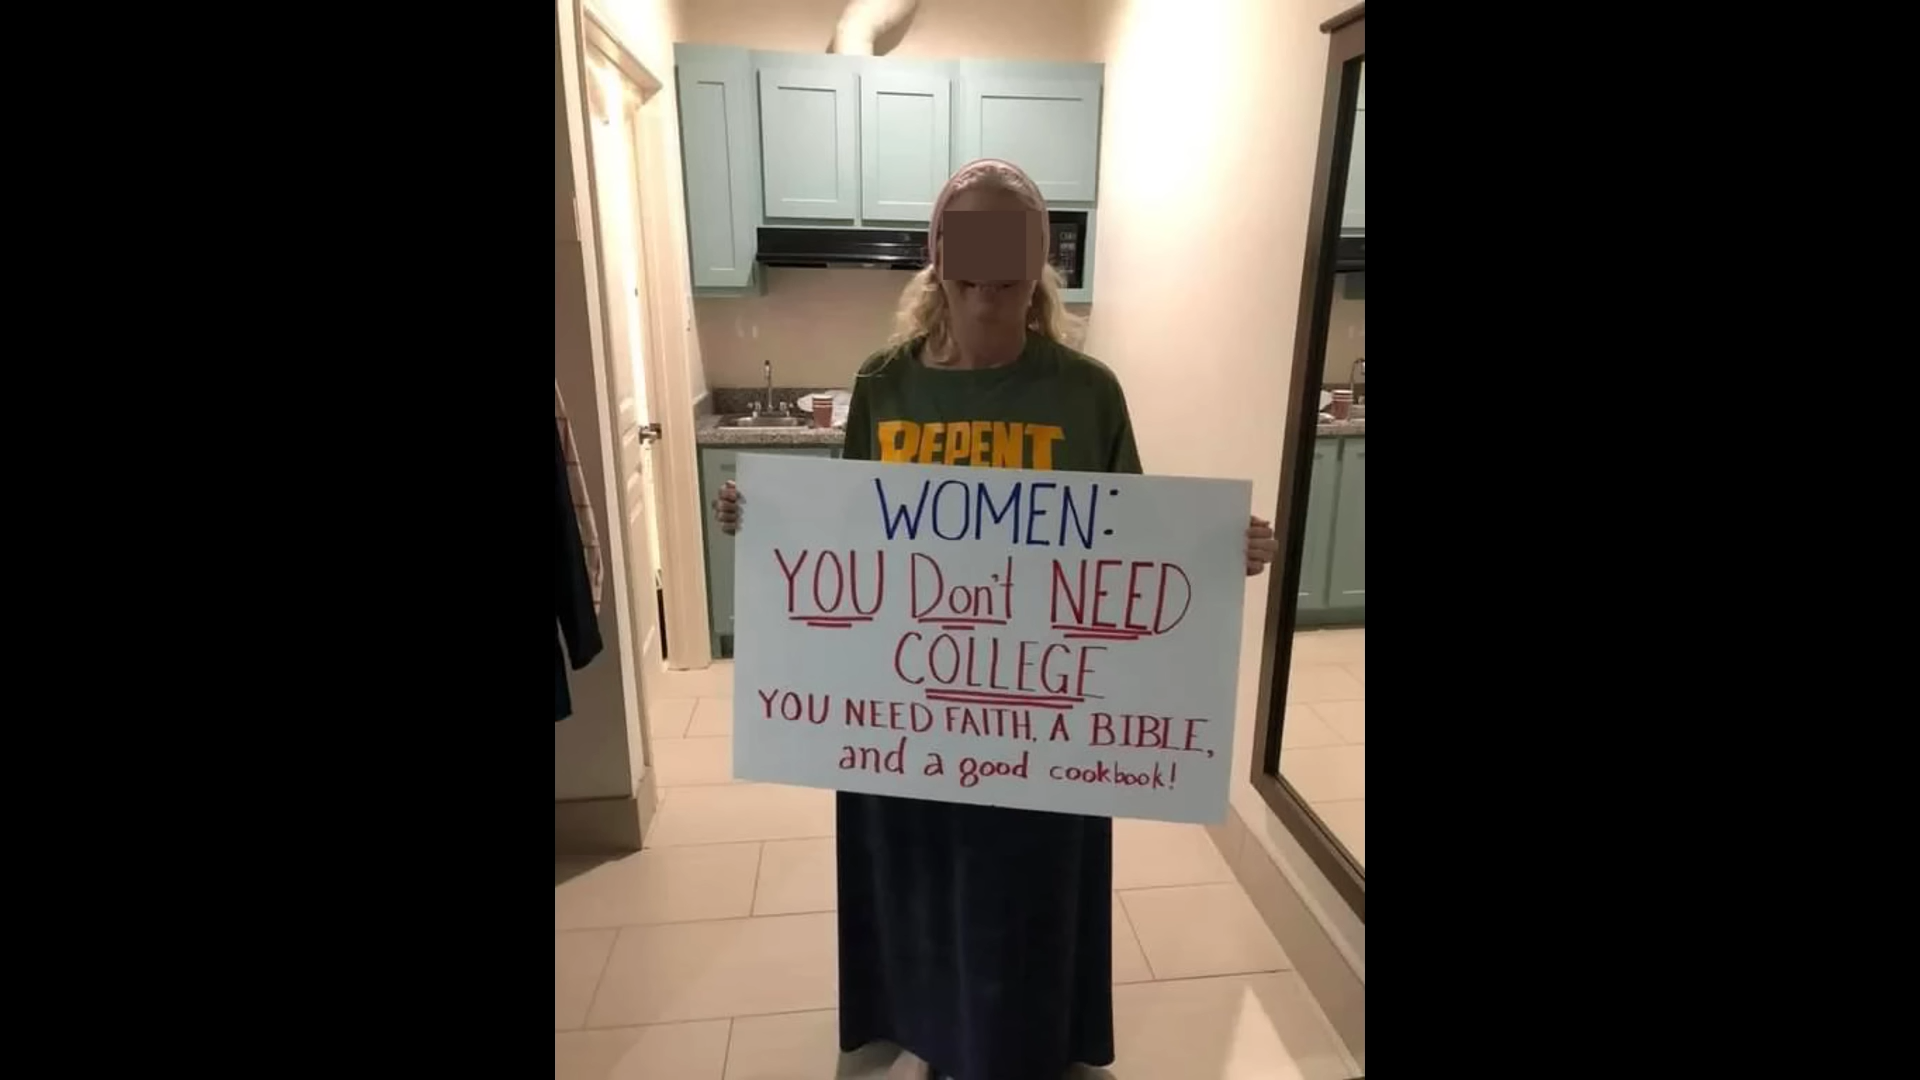 REPENT
WOMEN:
YOU Don't NEED
COLLEGE
YOU NEED FAITH, A BIBLE,
and a good cookbook!